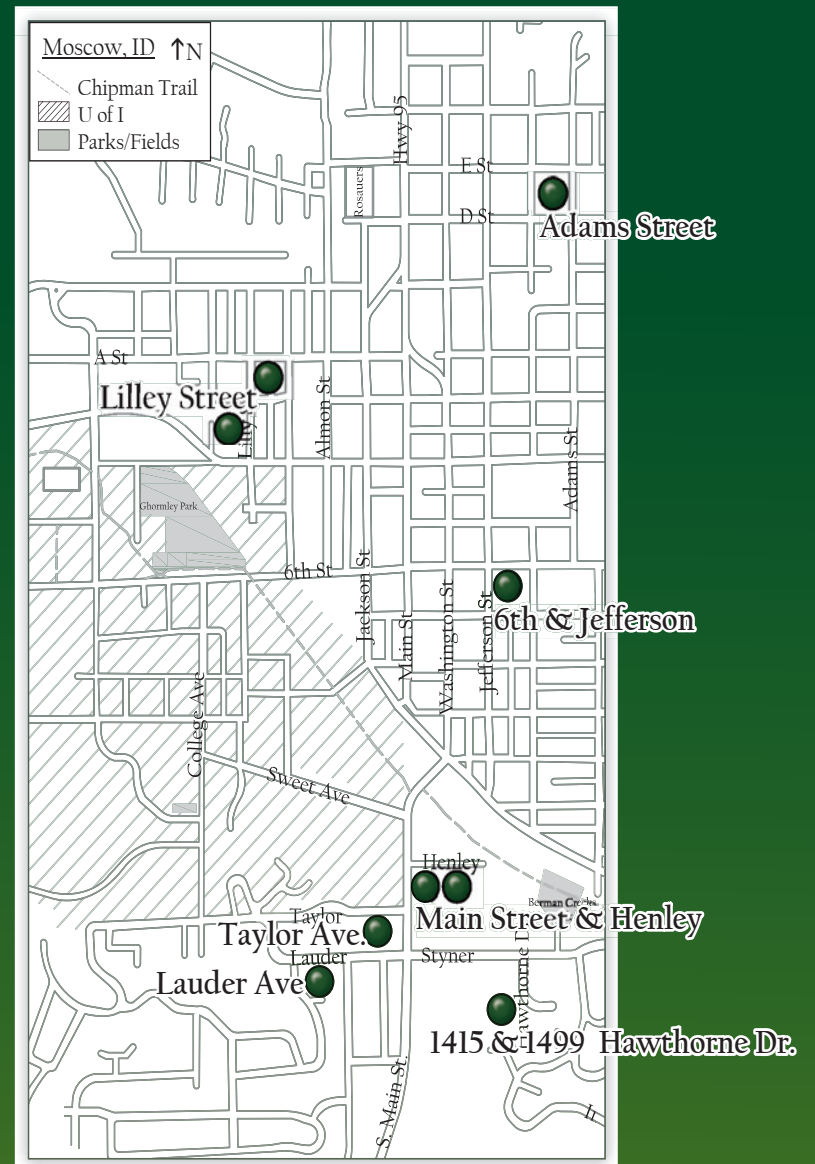 Moscow, ID ↑N
Chipman Trail
U of I
Parks/Fields
Hwy 95
Rosauers
E St
D St
Adams Street
A St
Lilley Street
Lilly
Almon St
Adams St
Ghormley Park
6th St
Jackson St
Main St
Washington St
Jefferson St
6th & Jefferson
College Ave
Sweet Ave
Henley
Berman Creeks
Main Street & Henley
Taylor
Taylor Ave.
Lauder
Styner
Lauder Ave
Hawthorne D
1415 & 1499 Hawthorne Dr.
S. Main St.